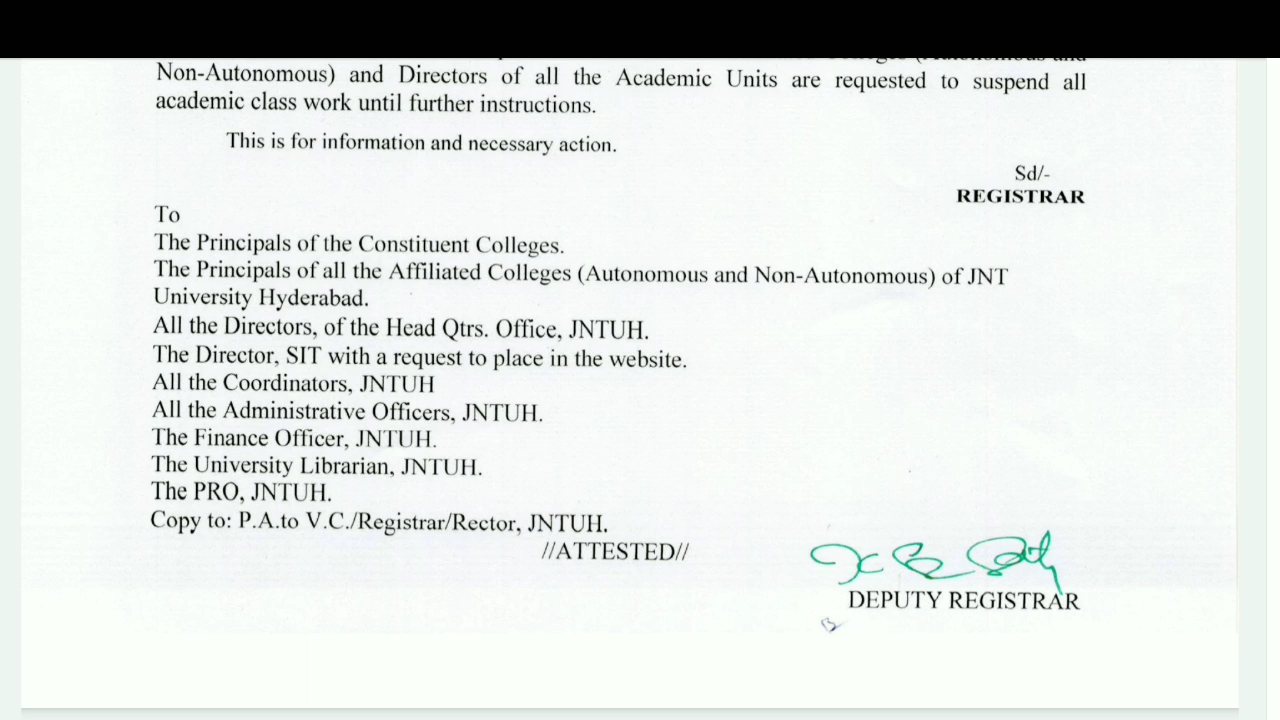 Non-Autonomous) and Directors of all the Academic Units are requested to suspend all
academic class work until further instructions.
This is for information and necessary action.
Sd/-
REGISTRAR
To
The Principals of the Constituent Colleges.
The Principals of all the Affiliated Colleges (Autonomous and Non-Autonomous) of JNT
University Hyderabad.
All the Directors, of the Head Qtrs. Office, JNTUH.
The Director, SIT with a request to place in the website.
All the Coordinators, JNTUH
All the Administrative Officers, JNTUH.
The Finance Officer, JNTUH.
The University Librarian, JNTUH.
The PRO, JNTUH.
Copy to: P.A.to V.C./Registrar/Rector, JNTUH.
//ATTESTED//
DEPUTY REGISTRAR